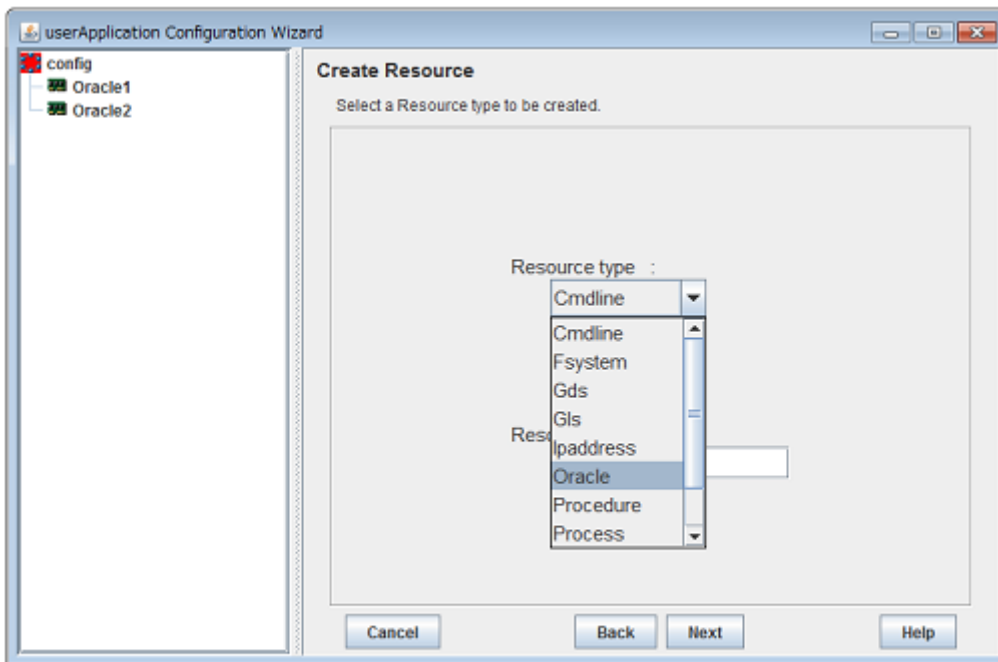 userApplication Configuration Wizard
config
Oracle1
Oracle2
Create Resource
Select a Resource type to be created.
Resource type :
Cmdline
Cmdline
Fsystem
Gds
Gls
Ipaddress
Oracle
Procedure
Process
Cancel
Back
Next
Help